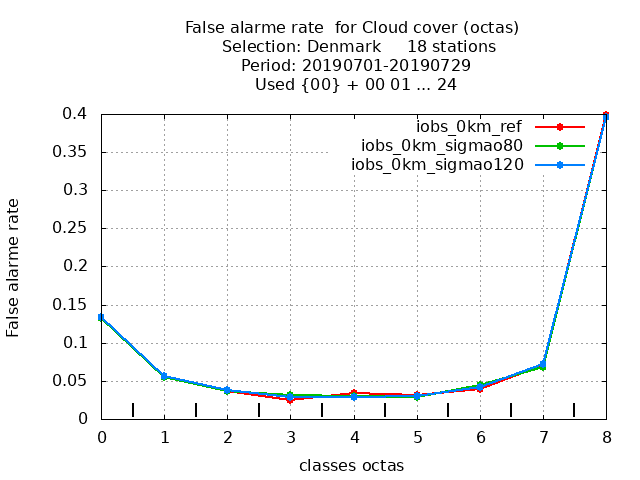 False alarme rate  for Cloud cover (octas)
Selection: Denmark     18 stations
Period: 20190701-20190729
Used {00} + 00 01 ... 24
iobs_0km_ref
iobs_0km_sigmao80
iobs_0km_sigmao120
False alarme rate
0.4
0.35
0.3
0.25
0.2
0.15
0.1
0.05
0
0 1 2 3 4 5 6 7 8
classes octas